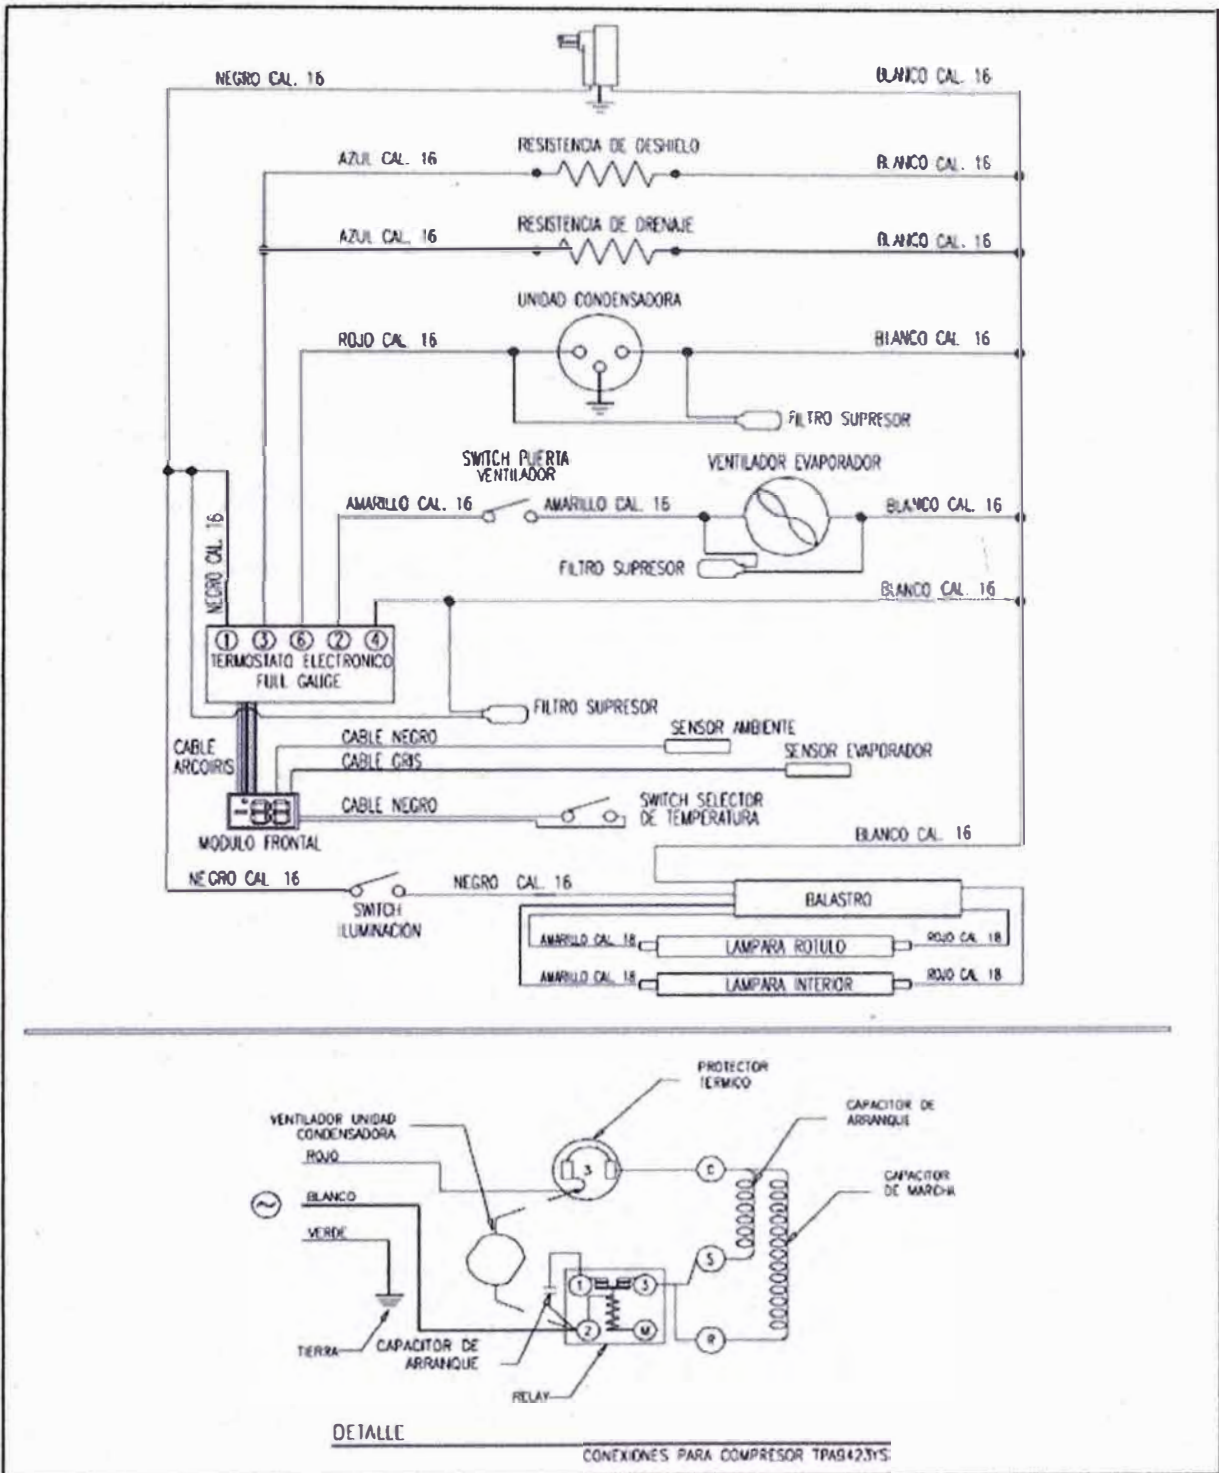 NEGRO CAL. 16
BLANCO CAL. 16
RESISTENCIA DE DESHIELO
AZUL CAL. 16
BLANCO CAL. 16
RESISTENCIA DE DRENAJE
AZUL CAL. 16
BLANCO CAL. 16
UNIDAD CONDENSADORA
ROJO CAL. 16
BLANCO CAL. 16
FILTRO SUPRESOR
SWITCH PUERTA
VENTILADOR
VENTILADOR EVAPORADOR
AMARILLO CAL. 16
AMARILLO CAL. 16
BLANCO CAL. 16
FILTRO SUPRESOR
NEGRO CAL. 16
BLANCO CAL. 16
1 3 6 2 4
TERMOSTATO ELECTRONICO
FULL GAUGE
FILTRO SUPRESOR
CABLE
ARCOIRIS
CABLE NEGRO
SENSOR AMBIENTE
CABLE GRIS
SENSOR EVAPORADOR
CABLE NEGRO
SWITCH SELECTOR
DE TEMPERATURA
MODULO FRONTAL
BLANCO CAL. 16
NEGRO CAL 16
NEGRO CAL. 16
BALASTRO
SWITCH
ILUMINACIÓN
AMARILLO CAL. 18
LAMPARA ROTULO
ROJO CAL 18
AMARILLO CAL. 18
LAMPARA INTERIOR
ROJO CAL 18
PROTECTOR
TERMICO
CAPACITOR DE
ARRANQUE
VENTILADOR UNIDAD
CONDENSADORA
ROJO
3
C
CAPACITOR
DE MARCHA
BLANCO
VERDE
S
1
3
2
M
R
TIERRA
CAPACITOR DE
ARRANQUE
RELAY
DETALLE
CONEXIONES PARA COMPRESOR TPA9423YS